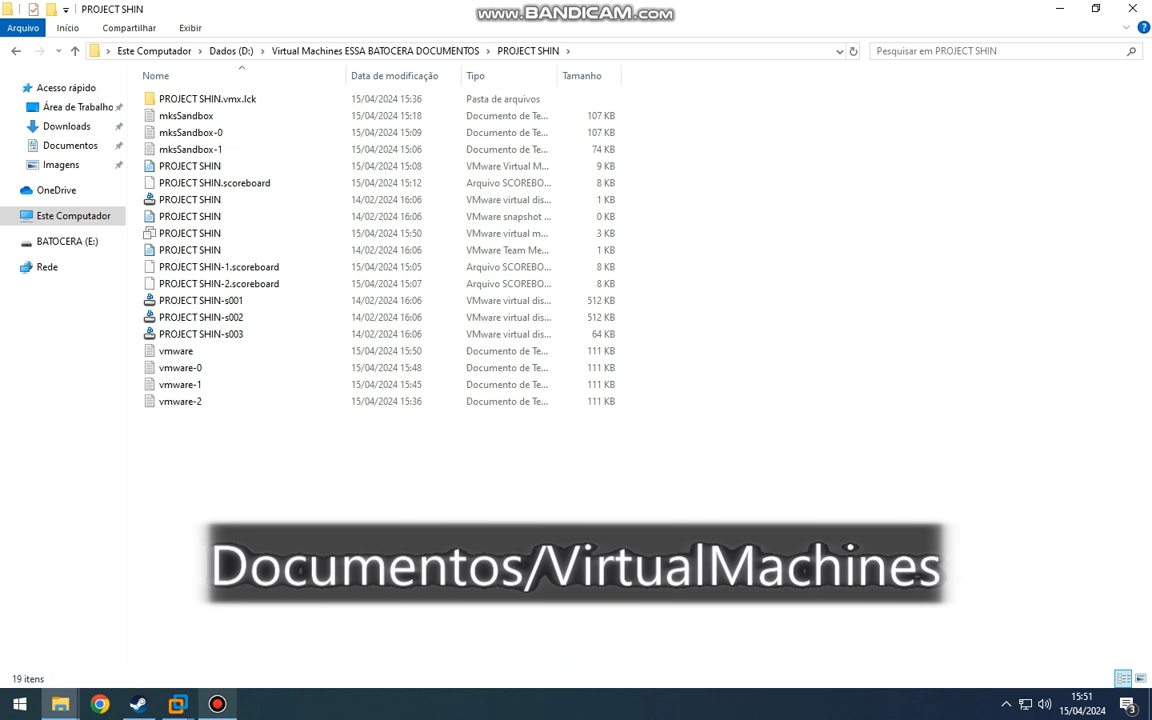 PROJECT SHIN
www.BANDICAM.com
Arquivo Início Compartilhar Exibir
Este Computador > Dados (D:) > Virtual Machines ESSA BATOCERA DOCUMENTOS > PROJECT SHIN >
Pesquisar em PROJECT SHIN
Nome Data de modificação Tipo Tamanho
Acesso rápido
Área de Trabalho
Downloads
Documentos
Imagens
OneDrive
Este Computador
BATOCERA (E:)
Rede
PROJECT SHIN.vmx.lck 15/04/2024 15:36 Pasta de arquivos
mksSandbox 15/04/2024 15:18 Documento de Te... 107 KB
mksSandbox-0 15/04/2024 15:09 Documento de Te... 107 KB
mksSandbox-1 15/04/2024 15:06 Documento de Te... 74 KB
PROJECT SHIN 15/04/2024 15:08 VMware Virtual M... 9 KB
PROJECT SHIN.scoreboard 15/04/2024 15:12 Arquivo SCOREBO... 8 KB
PROJECT SHIN 14/02/2024 16:06 VMware virtual dis... 1 KB
PROJECT SHIN 14/02/2024 16:06 VMware snapshot ... 0 KB
PROJECT SHIN 15/04/2024 15:50 VMware virtual m... 3 KB
PROJECT SHIN 14/02/2024 16:06 VMware Team Me... 1 KB
PROJECT SHIN-1.scoreboard 15/04/2024 15:05 Arquivo SCOREBO... 8 KB
PROJECT SHIN-2.scoreboard 15/04/2024 15:07 Arquivo SCOREBO... 8 KB
PROJECT SHIN-s001 14/02/2024 16:06 VMware virtual dis... 512 KB
PROJECT SHIN-s002 14/02/2024 16:06 VMware virtual dis... 512 KB
PROJECT SHIN-s003 14/02/2024 16:06 VMware virtual dis... 64 KB
vmware 15/04/2024 15:50 Documento de Te... 111 KB
vmware-0 15/04/2024 15:48 Documento de Te... 111 KB
vmware-1 15/04/2024 15:45 Documento de Te... 111 KB
vmware-2 15/04/2024 15:36 Documento de Te... 111 KB
Documentos/VirtualMachines
19 itens
15:51
15/04/2024
3